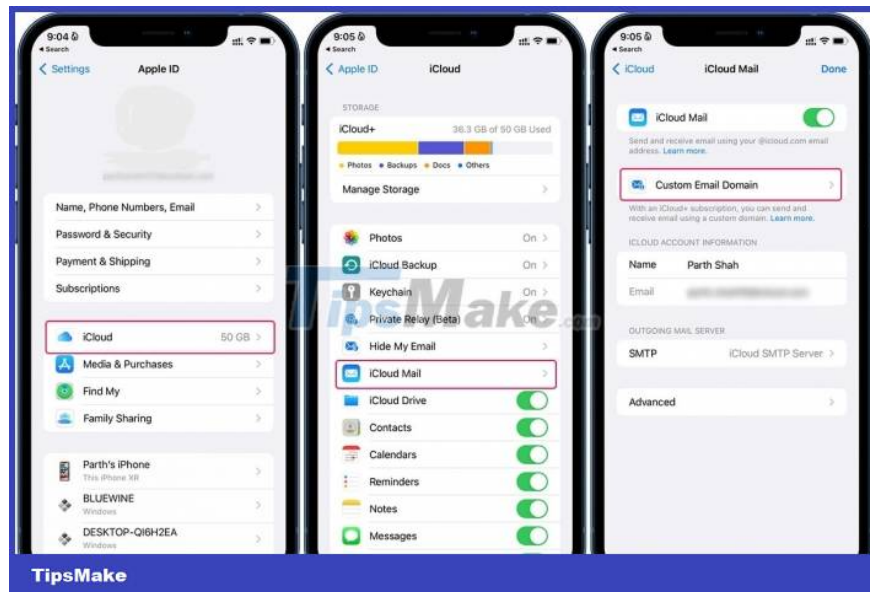 9:04
Search
Settings
Apple ID
Name, Phone Numbers, Email
Password & Security
Payment & Shipping
Subscriptions
iCloud 50 GB
Media & Purchases
Find My
Family Sharing
Parth's iPhone
This iPhone XR
BLUEWINE
Windows
DESKTOP-QI6H2EA
Windows
9:05
Search
Apple ID
iCloud
STORAGE
iCloud+ 36.3 GB of 50 GB Used
Photos Backups Docs Others
Manage Storage
Photos On
iCloud Backup On
Keychain On
Private Relay (Beta) On
Hide My Email
iCloud Mail
iCloud Drive
Contacts
Calendars
Reminders
Notes
Messages
9:05
Search
iCloud
iCloud Mail
Done
iCloud Mail
Send and receive email using your @icloud.com email
address. Learn more.
Custom Email Domain
With an iCloud+ subscription, you can send and
receive email using a custom domain. Learn more.
ICLOUD ACCOUNT INFORMATION
Name Parth Shah
Email
OUTGOING MAIL SERVER
SMTP iCloud SMTP Server
Advanced
TipsMake.com
TipsMake